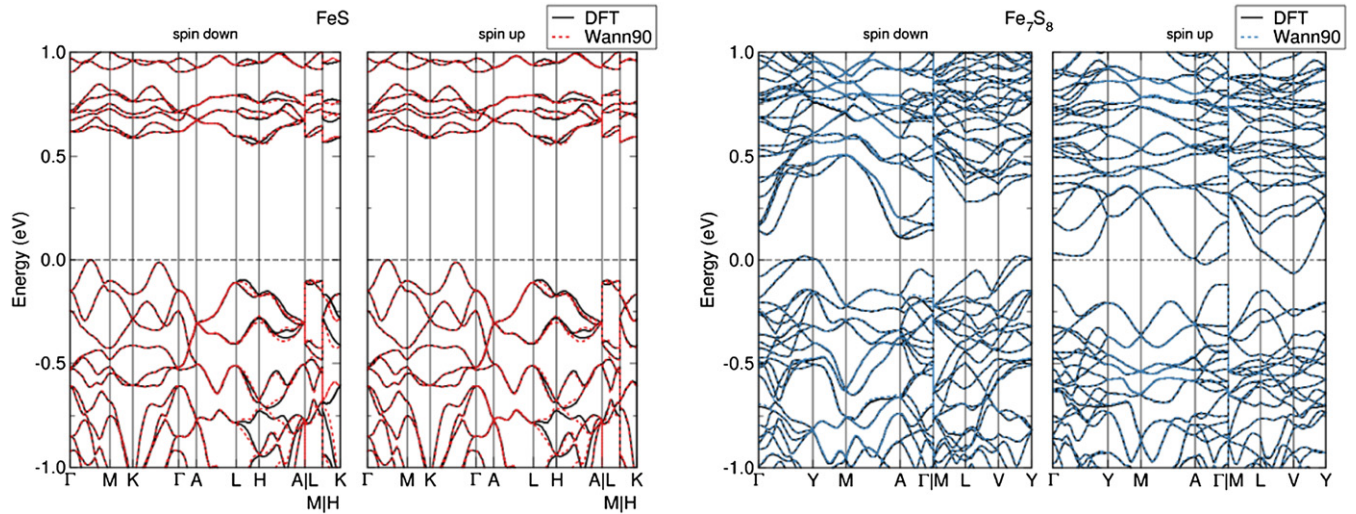 FeS
DFT
Wann90
spin down
spin up
Energy (eV)
1.0
0.5
0.0
-0.5
-1.0
Γ M K Γ A L H A|L K
M|H
Γ M K Γ A L H A|L K
M|H
Fe₇S₈
DFT
Wann90
spin down
spin up
Energy (eV)
1.0
0.5
0.0
-0.5
-1.0
Γ Y M A Γ|M L V Y
Γ Y M A Γ|M L V Y